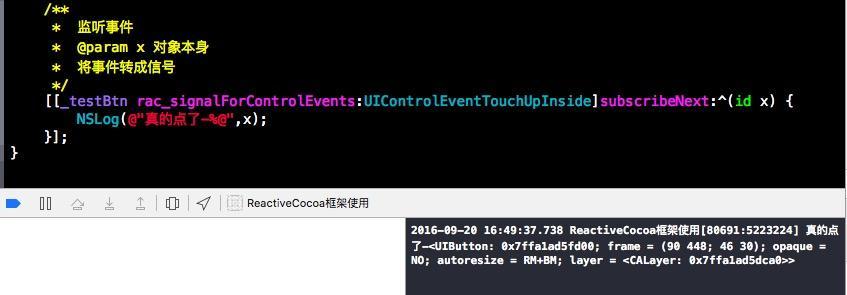 /**
*  监听事件
*  @param x 对象本身
*  将事件转成信号
*/
[[_testBtn rac_signalForControlEvents:UIControlEventTouchUpInside]subscribeNext:^(id x) {
NSLog(@"真的点了-%@",x);
}];
}
ReactiveCocoa框架使用
2016-09-20 16:49:37.738 ReactiveCocoa框架使用[80691:5223224] 真的点
了-<UIButton: 0x7ffa1ad5fd00; frame = (90 448; 46 30); opaque =
NO; autoresize = RM+BM; layer = <CALayer: 0x7ffa1ad5dca0>>